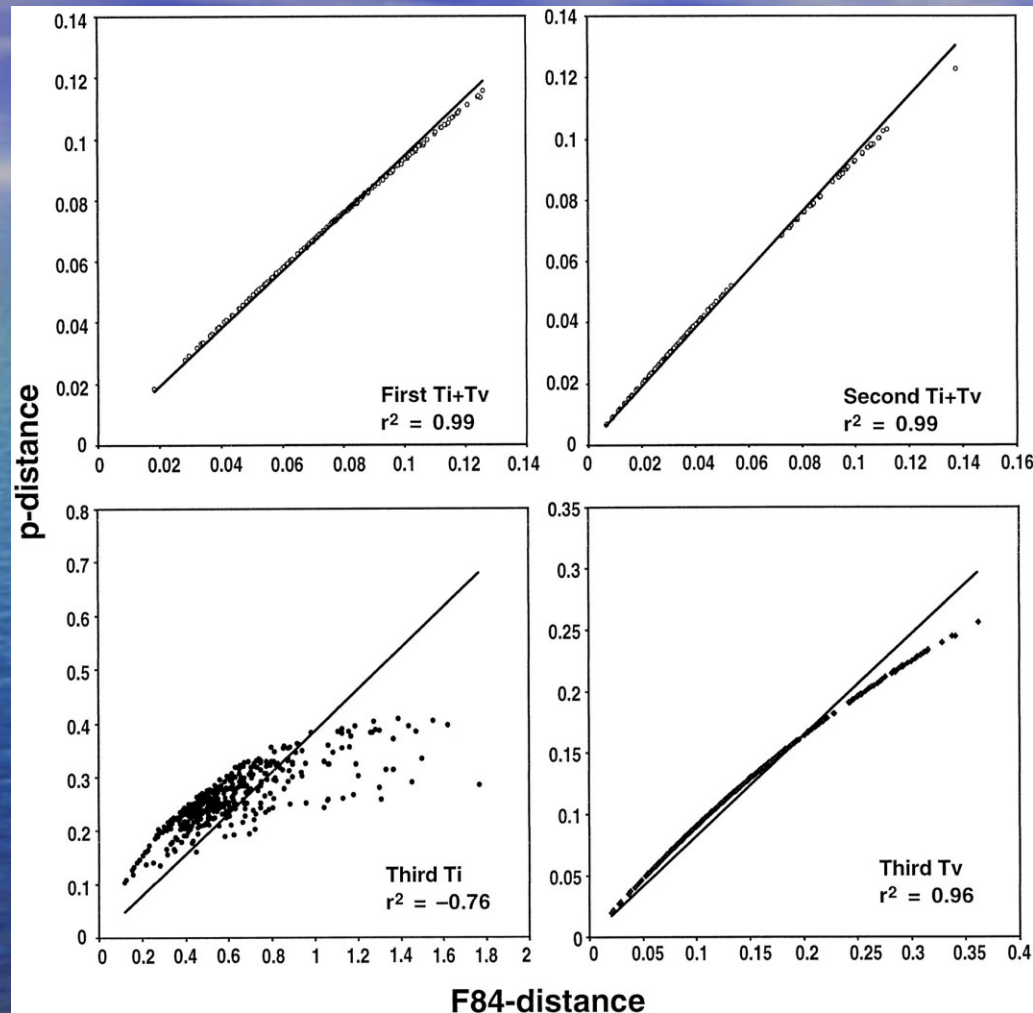 p-distance
0.14
0.12
0.1
0.08
0.06
0.04
0.02
0
0 0.02 0.04 0.06 0.08 0.1 0.12 0.14
First Ti+Tv
r² = 0.99
0.14
0.12
0.1
0.08
0.06
0.04
0.02
0
0 0.02 0.04 0.06 0.08 0.1 0.12 0.14 0.16
Second Ti+Tv
r² = 0.99
0.8
0.7
0.6
0.5
0.4
0.3
0.2
0.1
0
0 0.2 0.4 0.6 0.8 1 1.2 1.4 1.6 1.8 2
Third Ti
r² = –0.76
0.35
0.3
0.25
0.2
0.15
0.1
0.05
0
0 0.05 0.1 0.15 0.2 0.25 0.3 0.35 0.4
Third Tv
r² = 0.96
F84-distance